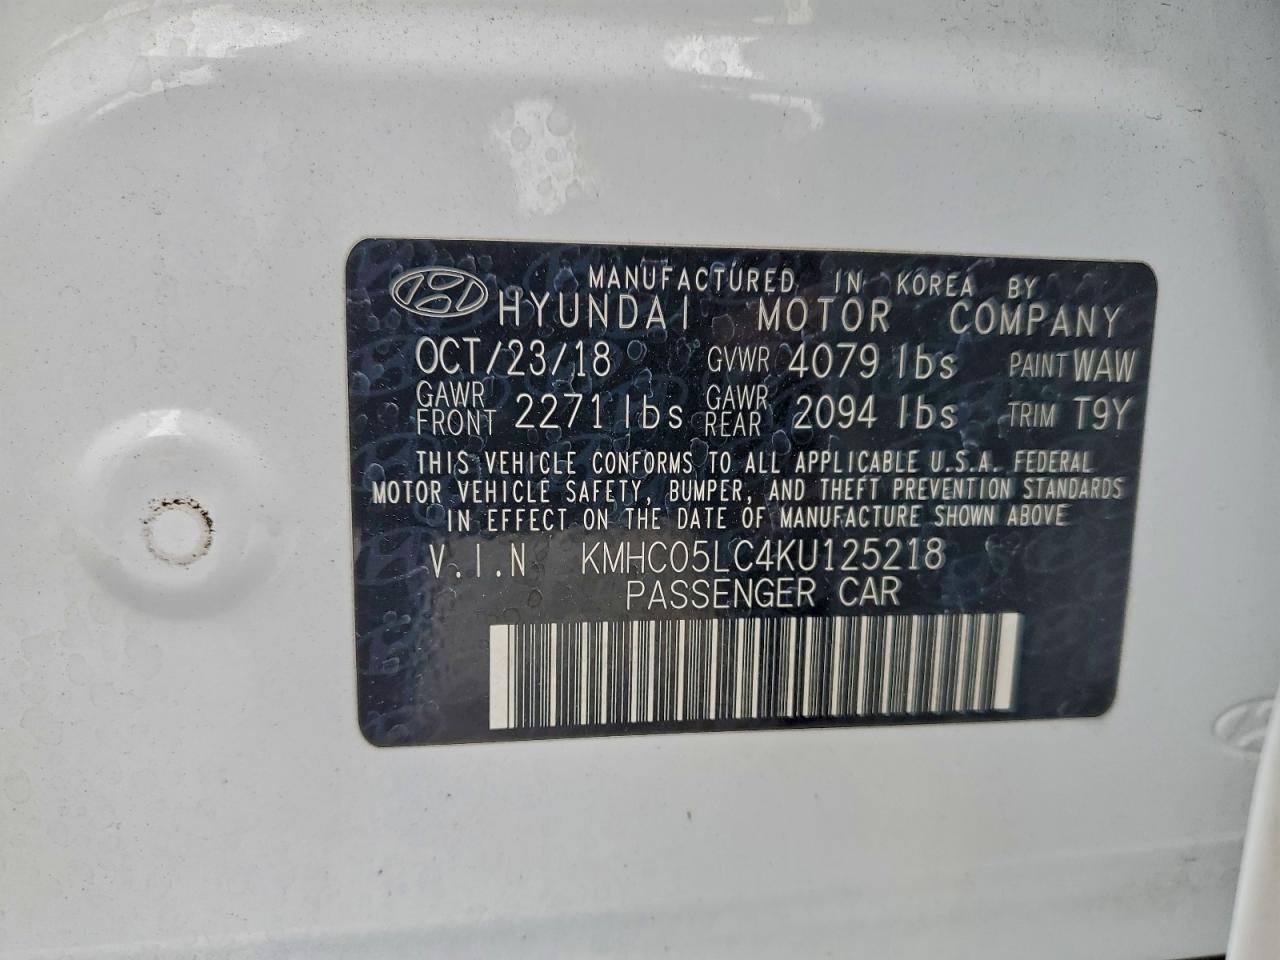 MANUFACTURED IN KOREA BY
HYUNDAI MOTOR COMPANY
OCT/23/18 GVWR 4079 lbs PAINT WAW
GAWR FRONT 2271 lbs GAWR REAR 2094 lbs TRIM T9Y
THIS VEHICLE CONFORMS TO ALL APPLICABLE U.S.A. FEDERAL
MOTOR VEHICLE SAFETY, BUMPER, AND THEFT PREVENTION STANDARDS
IN EFFECT ON THE DATE OF MANUFACTURE SHOWN ABOVE
V.I.N KMHC05LC4KU125218
PASSENGER CAR